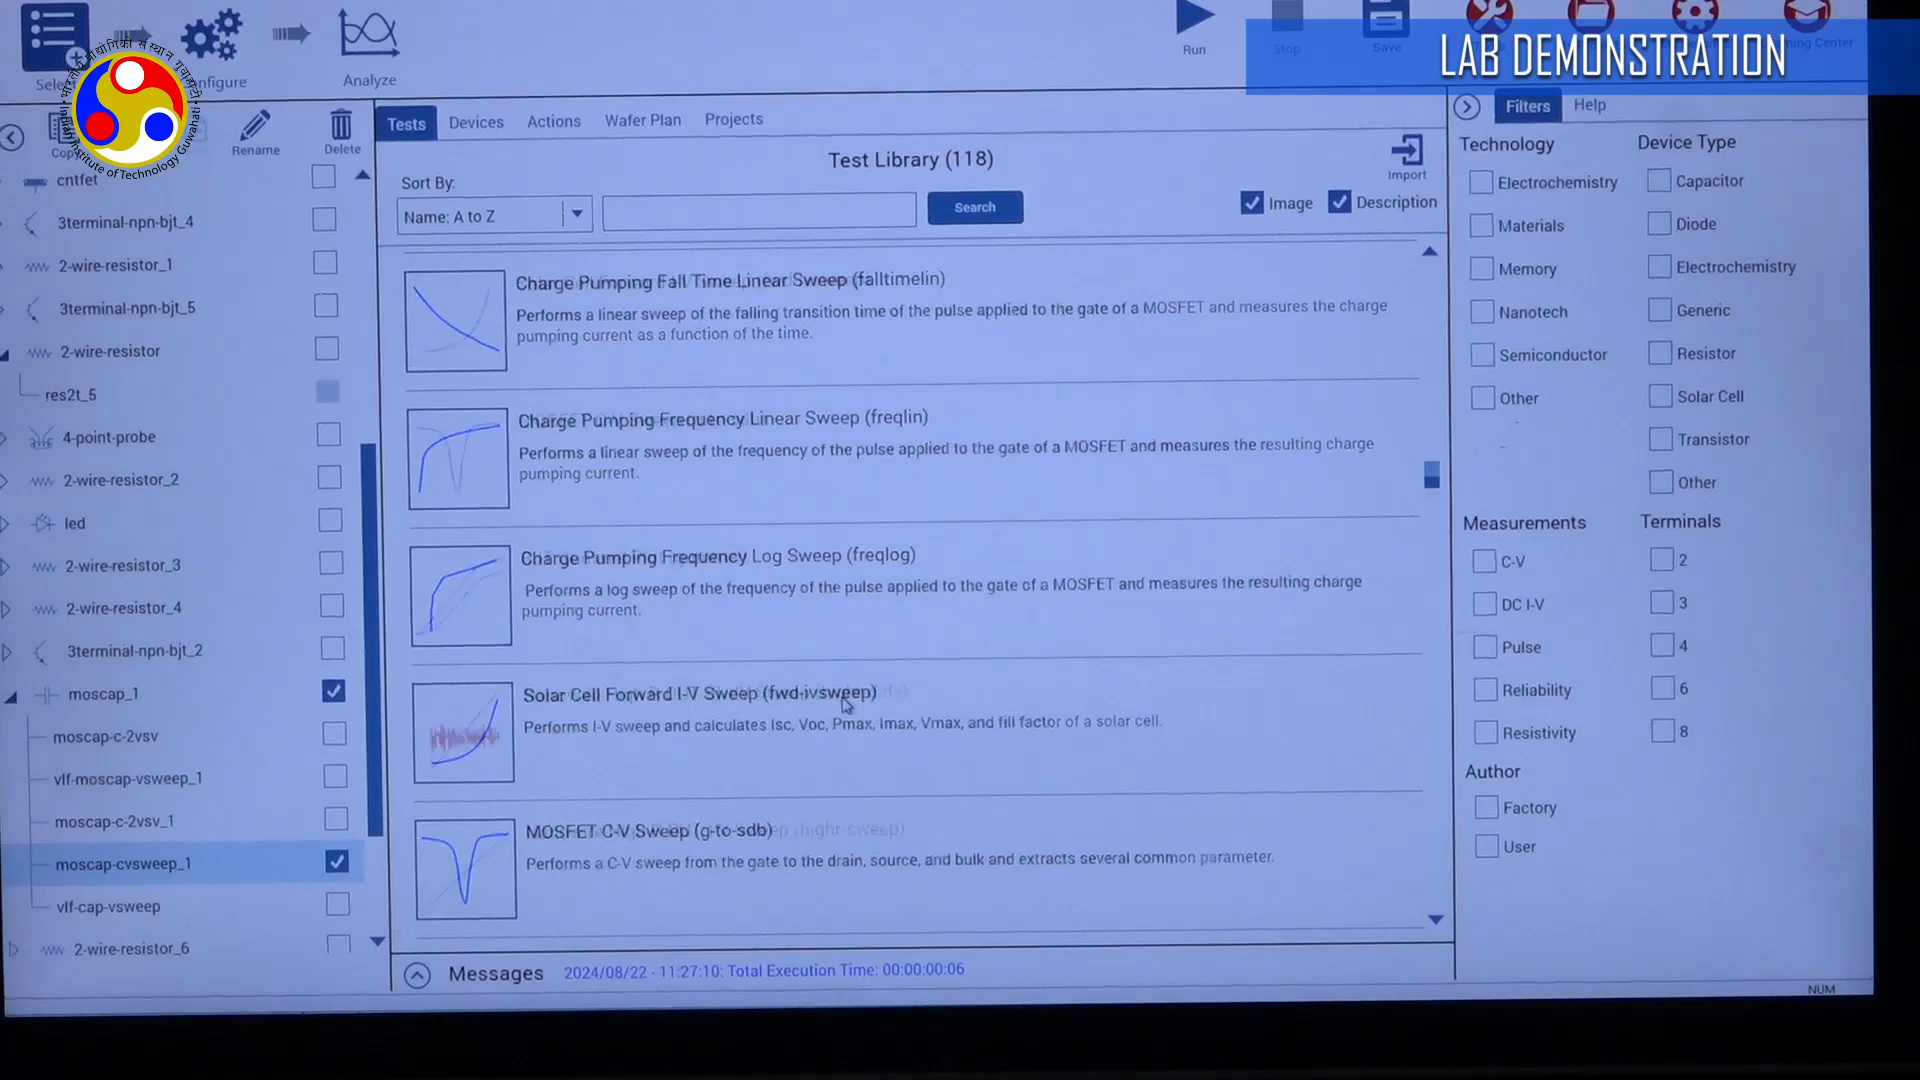 LAB DEMONSTRATION
Run
Stop
Save
Configure
Analyze
भारतीय प्रौद्योगिकी संस्थान गुवाहाटी
Indian Institute of Technology Guwahati
Rename
Delete
cntfet
3terminal-npn-bjt_4
2-wire-resistor_1
3terminal-npn-bjt_5
2-wire-resistor
res2t_5
4-point-probe
2-wire-resistor_2
led
2-wire-resistor_3
2-wire-resistor_4
3terminal-npn-bjt_2
moscap_1
moscap-c-2vsv
vlf-moscap-vsweep_1
moscap-c-2vsv_1
moscap-cvsweep_1
vlf-cap-vsweep
2-wire-resistor_6
Tests Devices Actions Wafer Plan Projects
Test Library (118)
Import
Sort By:
Name: A to Z
Search
Image
Description
Charge Pumping Fall Time Linear Sweep (falltimelin)
Performs a linear sweep of the falling transition time of the pulse applied to the gate of a MOSFET and measures the charge
pumping current as a function of the time.
Charge Pumping Frequency Linear Sweep (freqlin)
Performs a linear sweep of the frequency of the pulse applied to the gate of a MOSFET and measures the resulting charge
pumping current.
Charge Pumping Frequency Log Sweep (freqlog)
Performs a log sweep of the frequency of the pulse applied to the gate of a MOSFET and measures the resulting charge
pumping current.
Solar Cell Forward I-V Sweep (fwd-ivsweep)
Performs I-V sweep and calculates Isc, Voc, Pmax, Imax, Vmax, and fill factor of a solar cell.
MOSFET C-V Sweep (g-to-sdb)
Performs a C-V sweep from the gate to the drain, source, and bulk and extracts several common parameter.
Messages 2024/08/22 - 11:27:10: Total Execution Time: 00:00:00:06
Filters Help
Technology
Electrochemistry
Materials
Memory
Nanotech
Semiconductor
Other
Device Type
Capacitor
Diode
Electrochemistry
Generic
Resistor
Solar Cell
Transistor
Other
Measurements
C-V
DC I-V
Pulse
Reliability
Resistivity
Terminals
2
3
4
6
8
Author
Factory
User
NUM